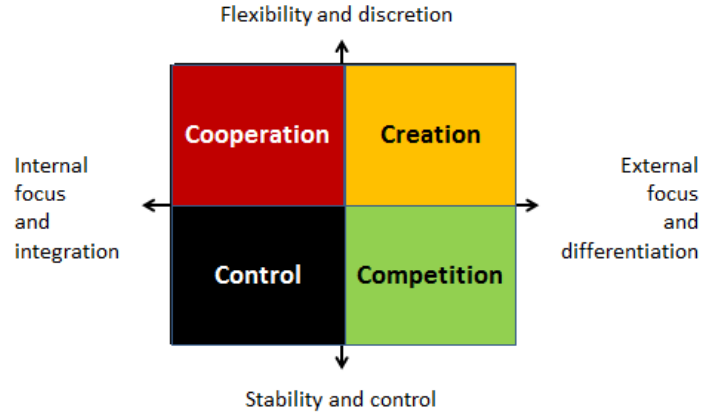 Flexibility and discretion
Cooperation
Creation
Internal
focus
and
integration
External
focus
and
differentiation
Control
Competition
Stability and control